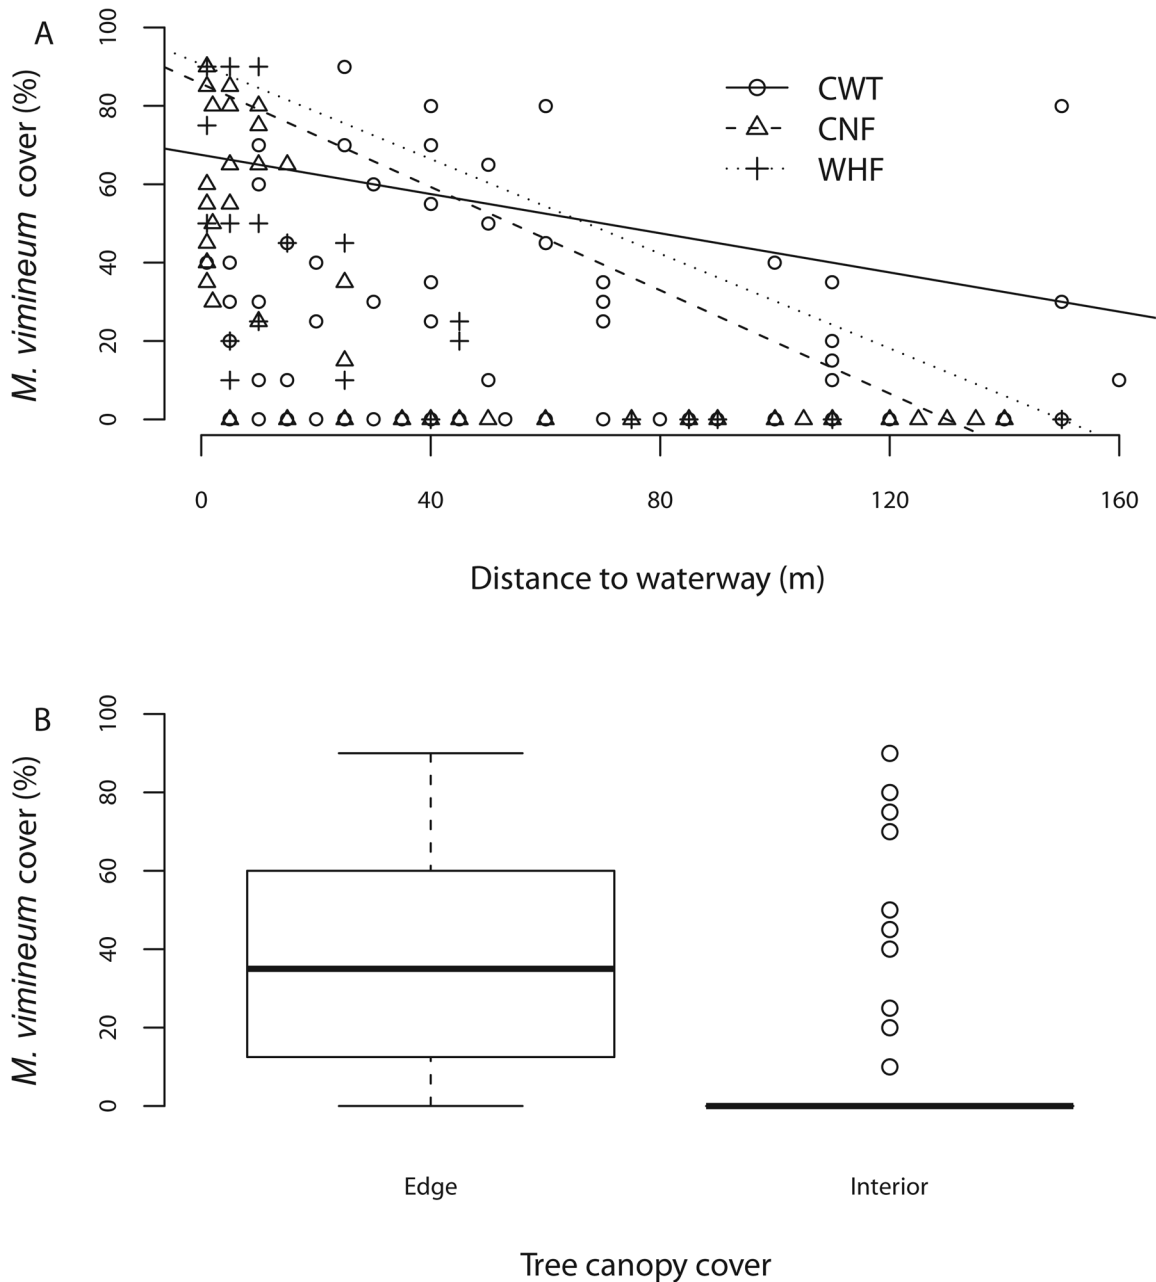 A
M. vimineum cover (%)
100
80
60
40
20
0
CWT
CNF
WHF
0 40 80 120 160
Distance to waterway (m)
B
M. vimineum cover (%)
100
80
60
40
20
0
Edge Interior
Tree canopy cover